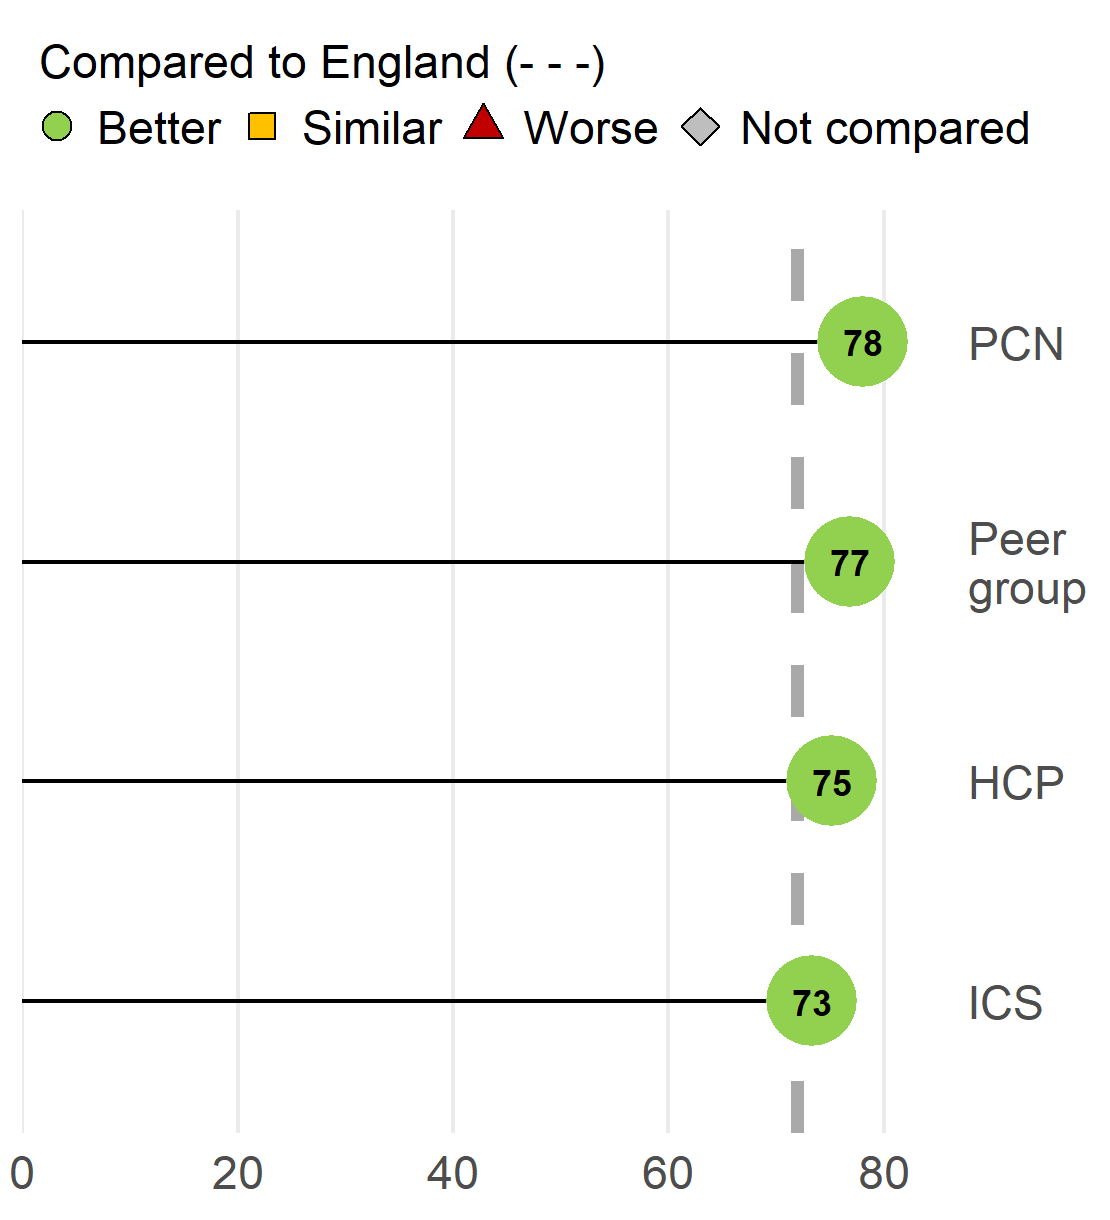 Compared to England (- - -)
Better Similar Worse Not compared
78 PCN
77 Peer
group
75 HCP
73 ICS
0 20 40 60 80